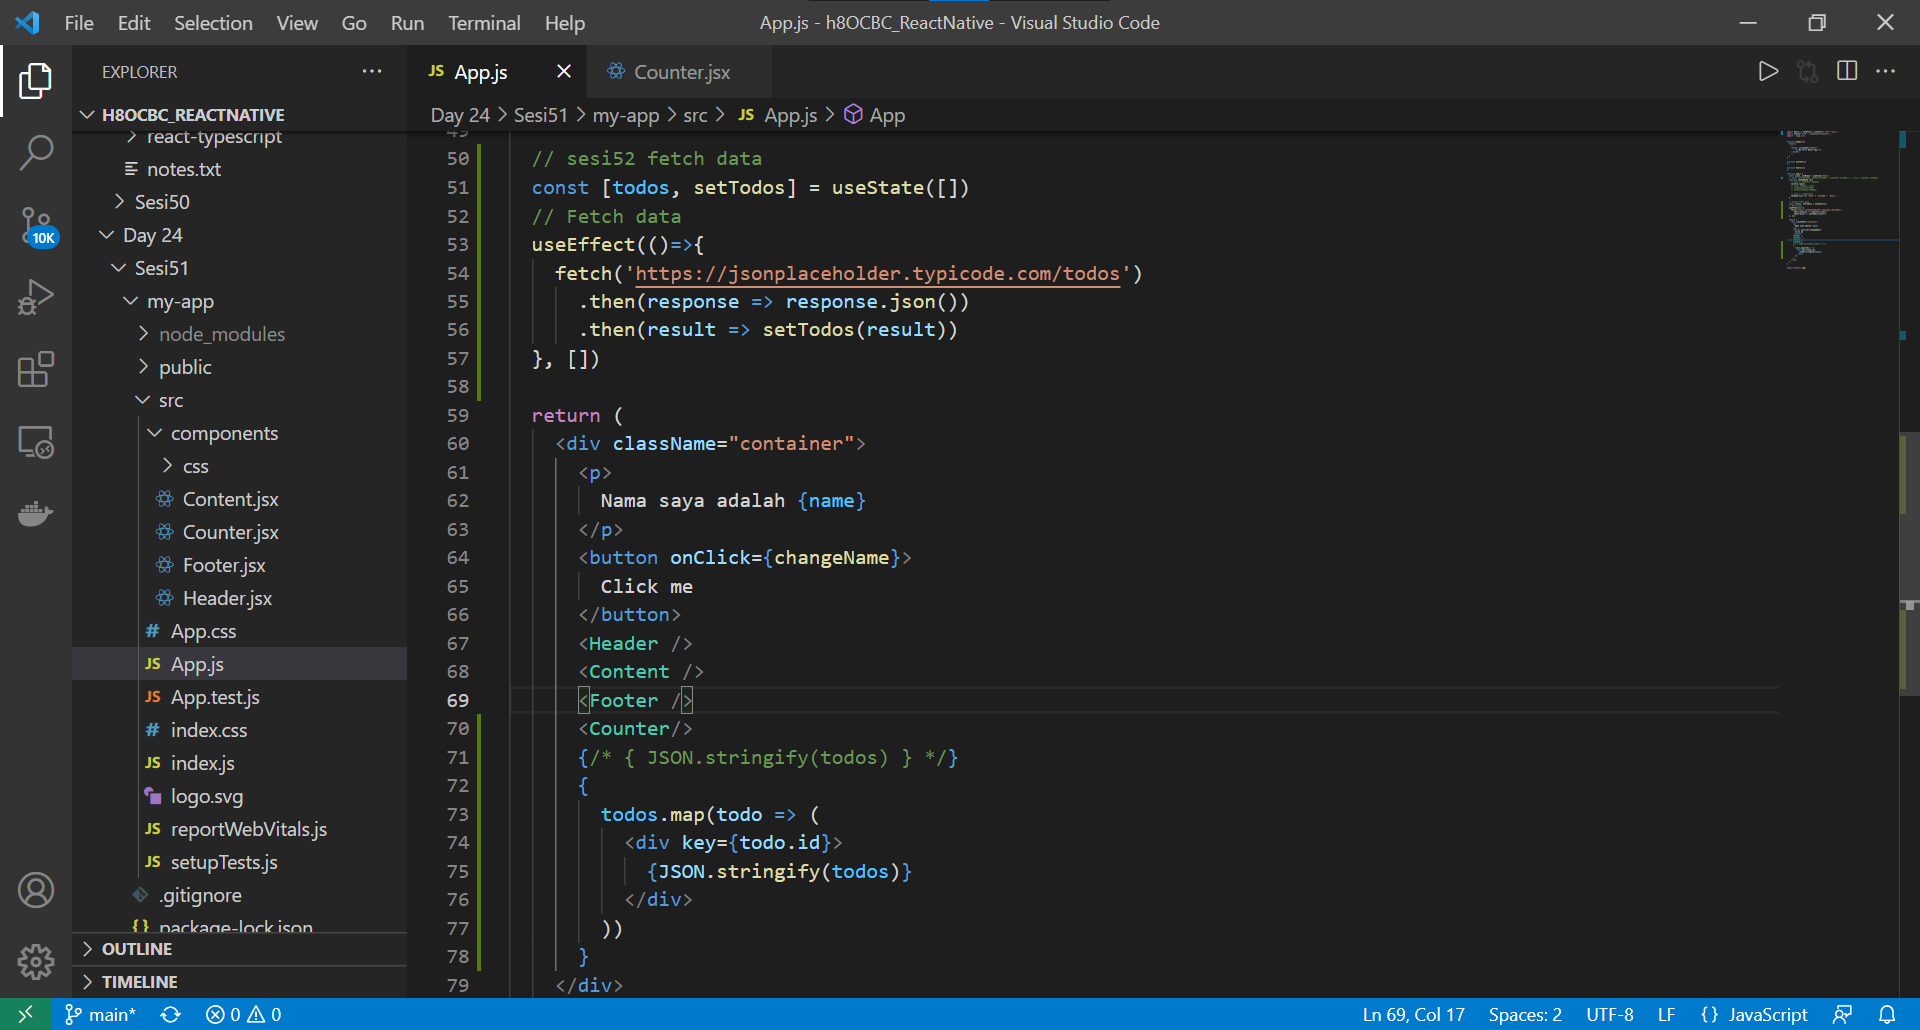 File Edit Selection View Go Run Terminal Help
App.js - h8OCBC_ReactNative - Visual Studio Code
EXPLORER
H8OCBC_REACTNATIVE
react-typescript
notes.txt
Sesi50
Day 24
Sesi51
my-app
node_modules
public
src
components
css
Content.jsx
Counter.jsx
Footer.jsx
Header.jsx
# App.css
JS App.js
JS App.test.js
# index.css
JS index.js
logo.svg
JS reportWebVitals.js
JS setupTests.js
.gitignore
{} package-lock.json
OUTLINE
TIMELINE
10K
JS App.js
Counter.jsx
Day 24 > Sesi51 > my-app > src > JS App.js > App
49
50 // sesi52 fetch data
51 const [todos, setTodos] = useState([])
52 // Fetch data
53 useEffect(()=>{
54 fetch('https://jsonplaceholder.typicode.com/todos')
55 .then(response => response.json())
56 .then(result => setTodos(result))
57 }, [])
58
59 return (
60 <div className="container">
61 <p>
62 Nama saya adalah {name}
63 </p>
64 <button onClick={changeName}>
65 Click me
66 </button>
67 <Header />
68 <Content />
69 <Footer />
70 <Counter/>
71 {/* { JSON.stringify(todos) } */}
72 {
73 todos.map(todo => (
74 <div key={todo.id}>
75 {JSON.stringify(todos)}
76 </div>
77 ))
78 }
79 </div>
main* 0 0 Ln 69, Col 17 Spaces: 2 UTF-8 LF {} JavaScript